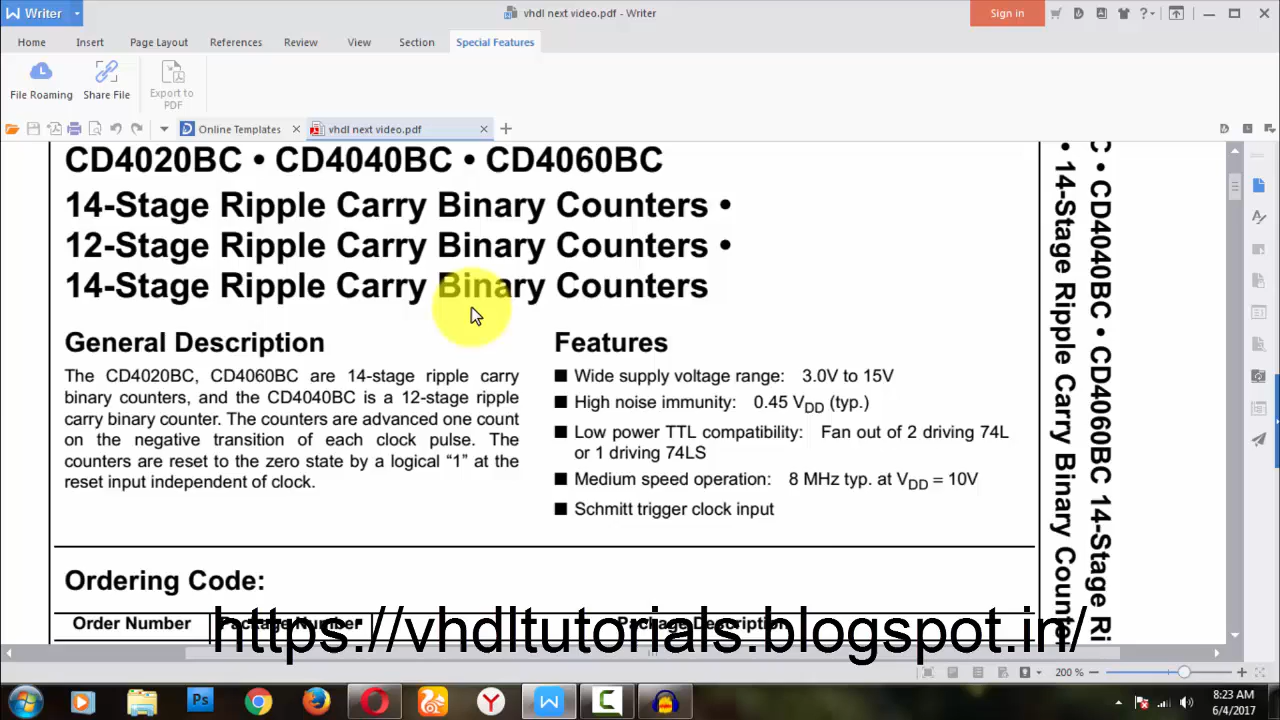 Writer
vhdl next video.pdf - Writer
Sign in
Home Insert Page Layout References Review View Section Special Features
File Roaming Share File Export to
PDF
Online Templates vhdl next video.pdf
CD4020BC • CD4040BC • CD4060BC
14-Stage Ripple Carry Binary Counters •
12-Stage Ripple Carry Binary Counters •
14-Stage Ripple Carry Binary Counters
General Description
The CD4020BC, CD4060BC are 14-stage ripple carry
binary counters, and the CD4040BC is a 12-stage ripple
carry binary counter. The counters are advanced one count
on the negative transition of each clock pulse. The
counters are reset to the zero state by a logical “1” at the
reset input independent of clock.
Features
■ Wide supply voltage range: 3.0V to 15V
■ High noise immunity: 0.45 VDD (typ.)
■ Low power TTL compatibility: Fan out of 2 driving 74L
or 1 driving 74LS
■ Medium speed operation: 8 MHz typ. at VDD = 10V
■ Schmitt trigger clock input
Ordering Code:
Order Number Package Number Package Description
https://vhdltutorials.blogspot.in/
C • CD4040BC • CD4060BC 14-Stage Ri
• 14-Stage Ripple Carry Binary Counte
200 %
8:23 AM
6/4/2017